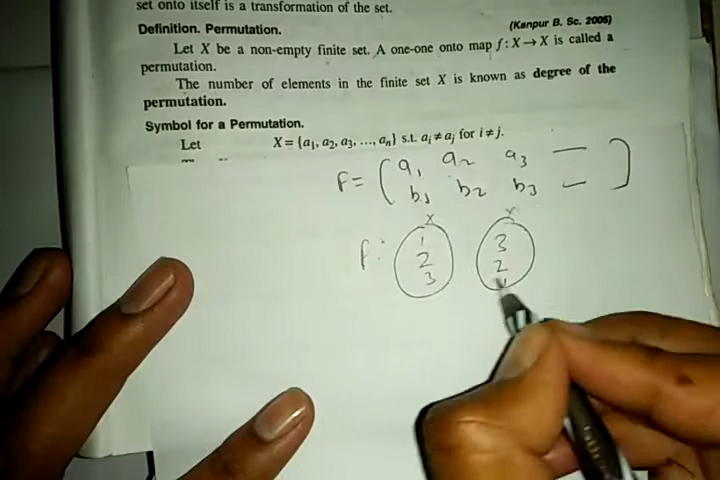 set onto itself is a transformation of the set.
Definition. Permutation. (Kanpur B. Sc. 2005)
Let X be a non-empty finite set. A one-one onto map f : X → X is called a
permutation.
The number of elements in the finite set X is known as degree of the
permutation.
Symbol for a Permutation.
Let X = {a₁, a₂, a₃, ..., aₙ} s.t. aᵢ ≠ aⱼ for i ≠ j.
F = ( a₁ a₂ a₃ —
b₁ b₂ b₃ — )
X X
f:
1 3
2 2
3